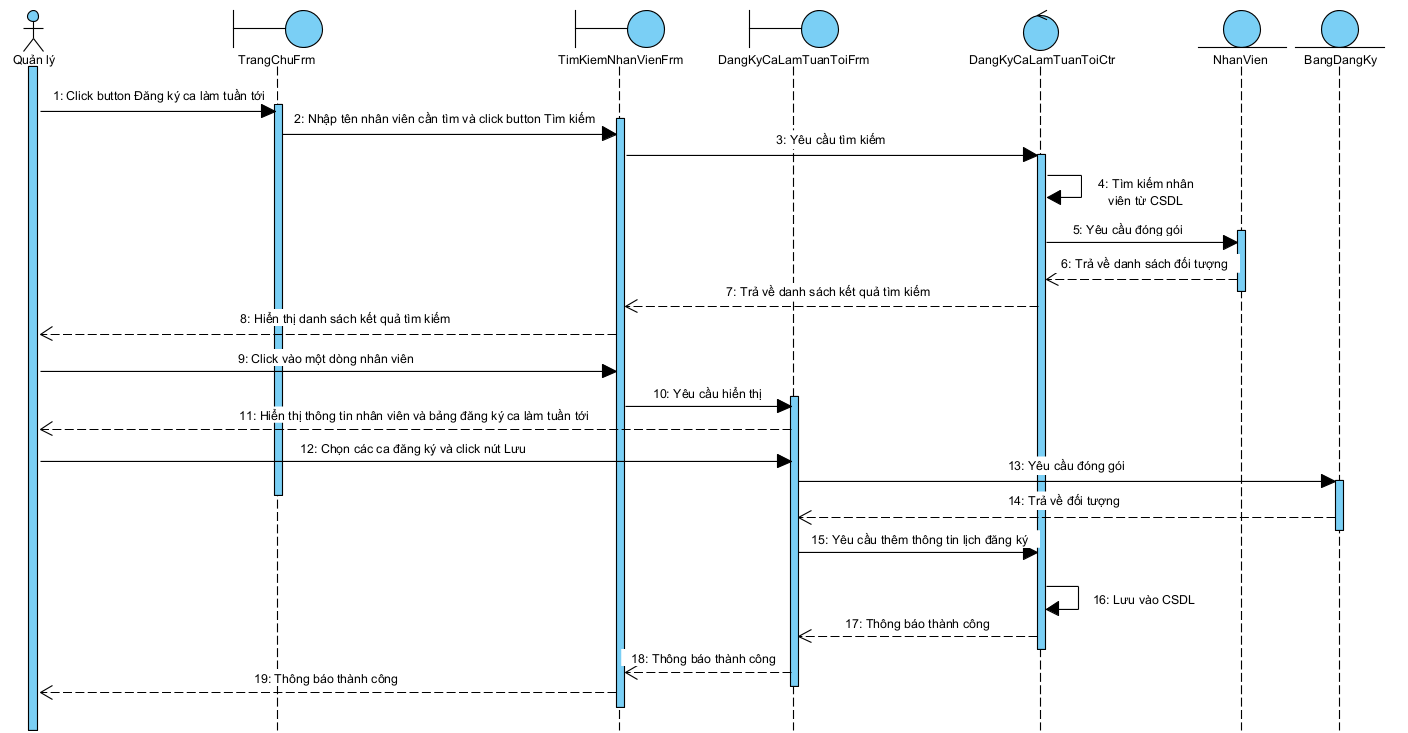 Quản lý
TrangChuFrm
TimKiemNhanVienFrm
DangKyCaLamTuanToiFrm
DangKyCaLamTuanToiCtr
NhanVien
BangDangKy
1: Click button Đăng ký ca làm tuần tới
2: Nhập tên nhân viên cần tìm và click button Tìm kiếm
3: Yêu cầu tìm kiếm
4: Tìm kiếm nhân
viên từ CSDL
5: Yêu cầu đóng gói
6: Trả về danh sách đối tượng
7: Trả về danh sách kết quả tìm kiếm
8: Hiển thị danh sách kết quả tìm kiếm
9: Click vào một dòng nhân viên
10: Yêu cầu hiển thị
11: Hiển thị thông tin nhân viên và bảng đăng ký ca làm tuần tới
12: Chọn các ca đăng ký và click nút Lưu
13: Yêu cầu đóng gói
14: Trả về đối tượng
15: Yêu cầu thêm thông tin lịch đăng ký
16: Lưu vào CSDL
17: Thông báo thành công
18: Thông báo thành công
19: Thông báo thành công